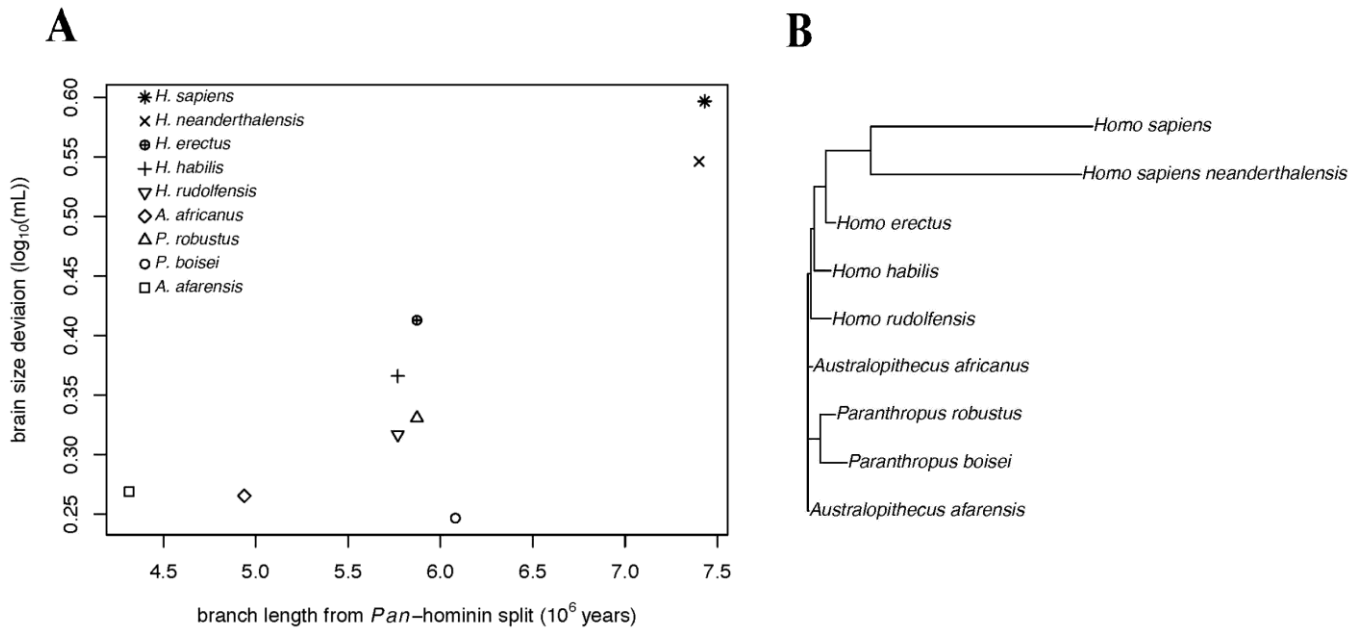 A
B
brain size deviaion (log10(mL))
0.60
0.55
0.50
0.45
0.40
0.35
0.30
0.25
H. sapiens
H. neanderthalensis
H. erectus
H. habilis
H. rudolfensis
A. africanus
P. robustus
P. boisei
A. afarensis
4.5 5.0 5.5 6.0 6.5 7.0 7.5
branch length from Pan-hominin split (10^6 years)
Homo sapiens
Homo sapiens neanderthalensis
Homo erectus
Homo habilis
Homo rudolfensis
Australopithecus africanus
Paranthropus robustus
Paranthropus boisei
Australopithecus afarensis